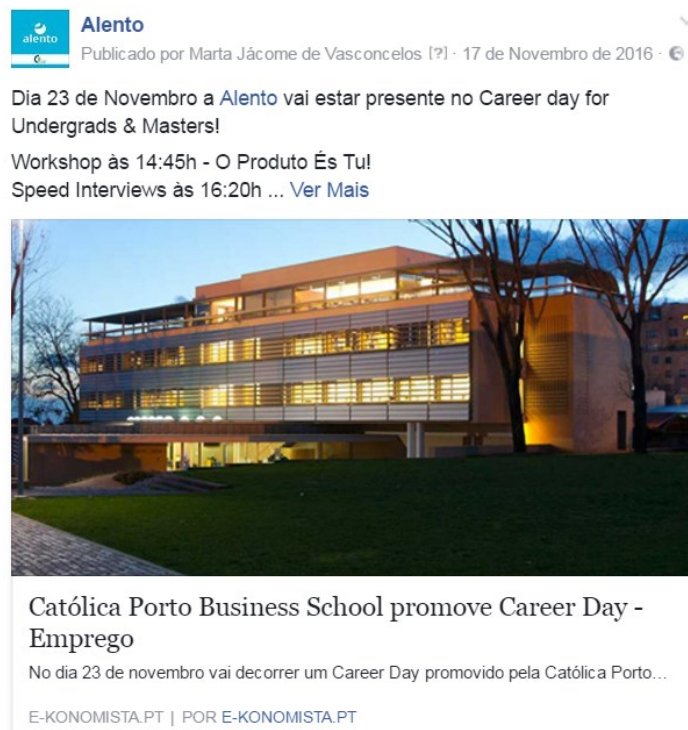 alento
Alento
Publicado por Marta Jácome de Vasconcelos [?] · 17 de Novembro de 2016 ·
Dia 23 de Novembro a Alento vai estar presente no Career day for
Undergrads & Masters!
Workshop às 14:45h - O Produto És Tu!
Speed Interviews às 16:20h ... Ver Mais
Católica Porto Business School promove Career Day -
Emprego
No dia 23 de novembro vai decorrer um Career Day promovido pela Católica Porto...
E-KONOMISTA.PT | POR E-KONOMISTA.PT